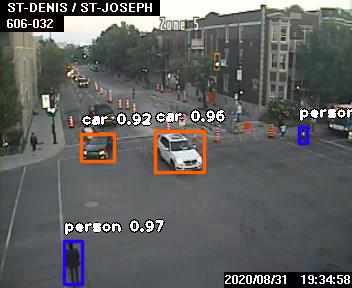 ST-DENIS / ST-JOSEPH
606-032
Zone 5
car 0.92
car 0.96
person
person 0.97
2020/08/31 19:34:58